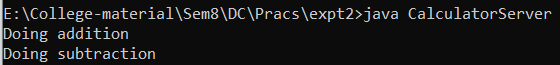 E:\College-material\Sem8\DC\Pracs\expt2>java CalculatorServer
Doing addition
Doing subtraction